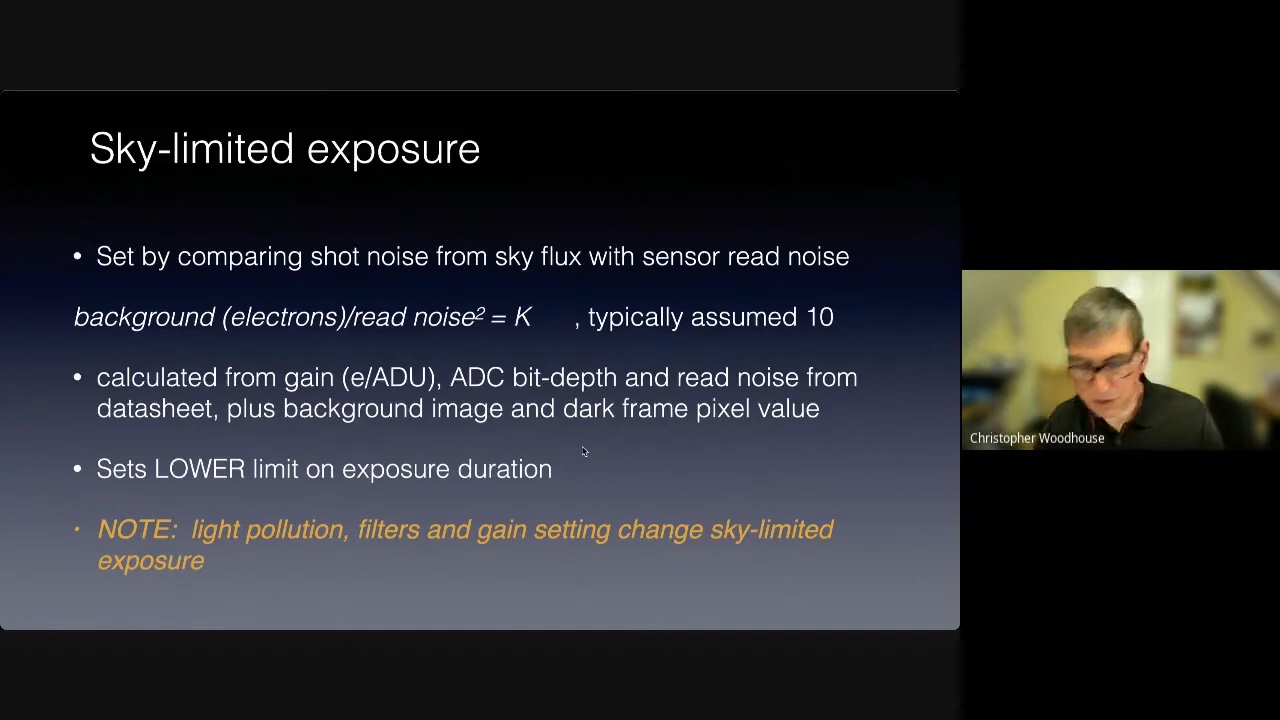 Sky-limited exposure
• Set by comparing shot noise from sky flux with sensor read noise
background (electrons)/read noise² = K , typically assumed 10
• calculated from gain (e/ADU), ADC bit-depth and read noise from
datasheet, plus background image and dark frame pixel value
• Sets LOWER limit on exposure duration
• NOTE: light pollution, filters and gain setting change sky-limited
exposure
Christopher Woodhouse